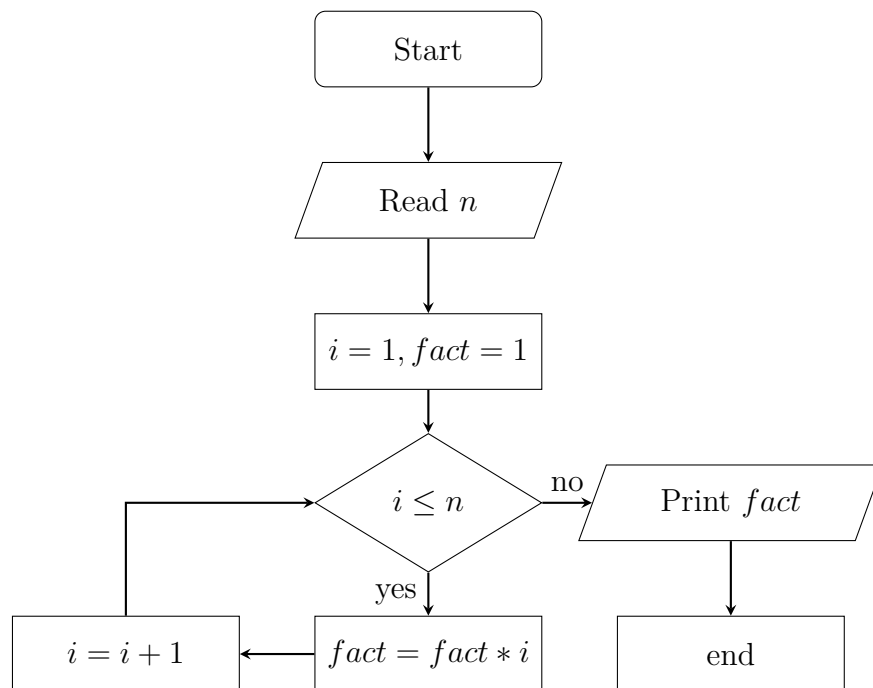 Start
Read n
i = 1, fact = 1
i ≤ n
no
Print fact
yes
i = i + 1
fact = fact ∗ i
end